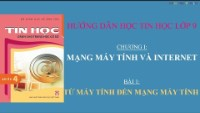 HƯỚNG DẪN HỌC TIN HỌC LỚP 9
CHƯƠNG I:
MẠNG MÁY TÍNH VÀ INTERNET
BÀI 1:
TỪ MÁY TÍNH ĐẾN MẠNG MÁY TÍNH
TIN HỌC
4